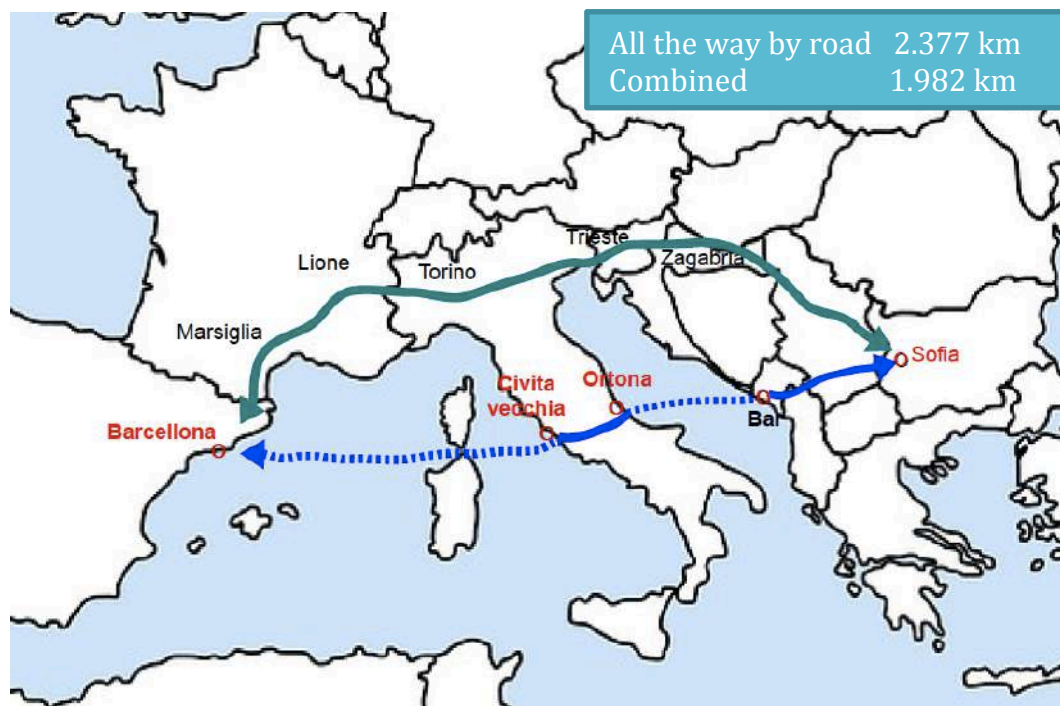 All the way by road 2.377 km
Combined 1.982 km
Trieste
Zagabria
Lione
Torino
Marsiglia
Sofia
Civita
vecchia
Ortona
Bal
Barcellona